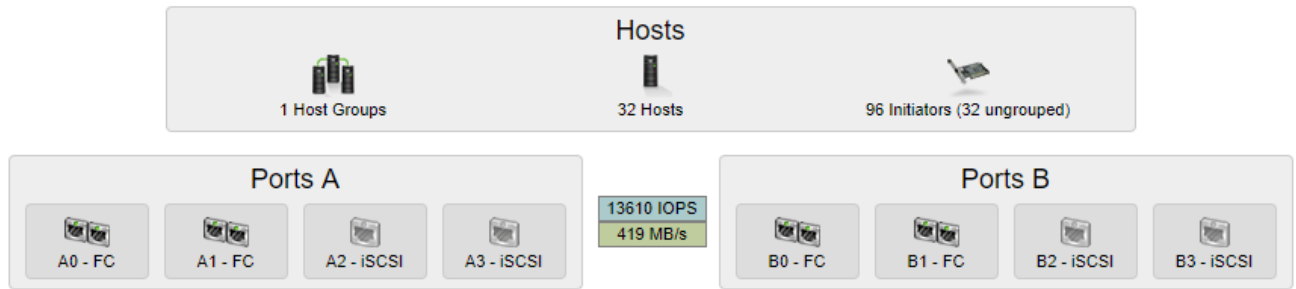 Hosts
1 Host Groups
32 Hosts
96 Initiators (32 ungrouped)
Ports A
A0 - FC
A1 - FC
A2 - iSCSI
A3 - iSCSI
13610 IOPS
419 MB/s
Ports B
B0 - FC
B1 - FC
B2 - iSCSI
B3 - iSCSI